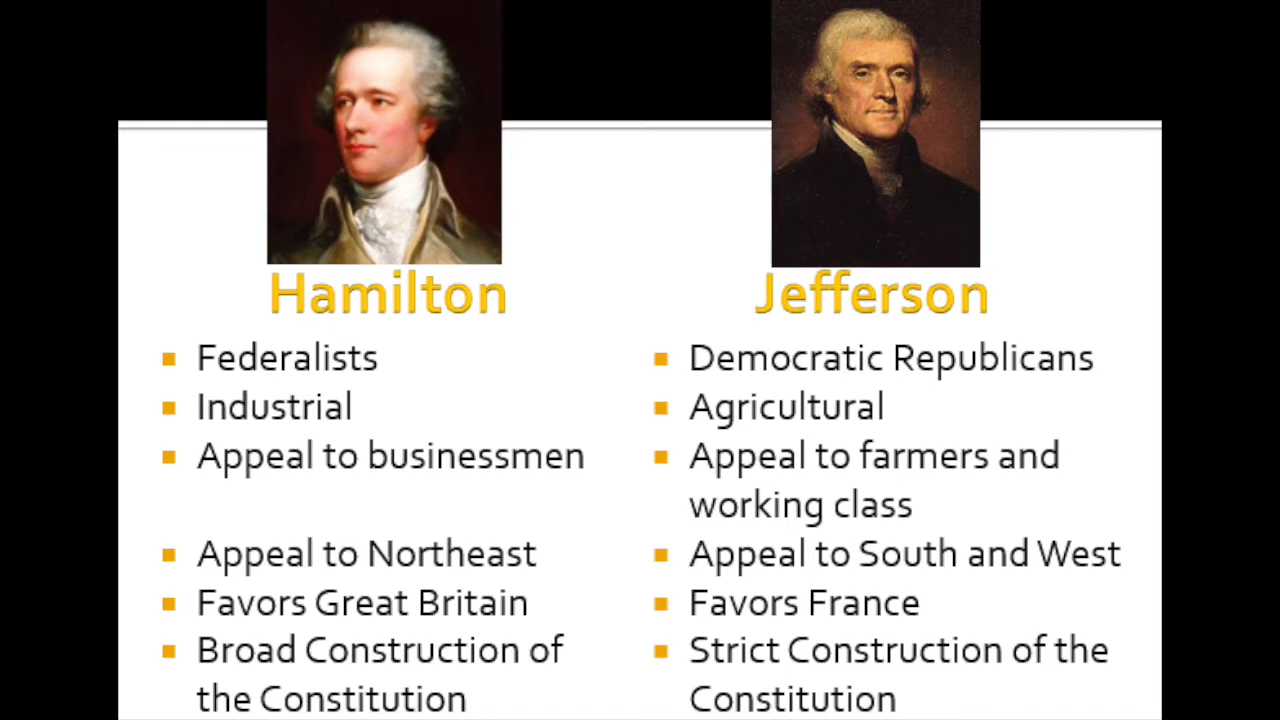 Hamilton
Federalists
Industrial
Appeal to businessmen
Appeal to Northeast
Favors Great Britain
Broad Construction of
the Constitution
Jefferson
Democratic Republicans
Agricultural
Appeal to farmers and
working class
Appeal to South and West
Favors France
Strict Construction of the
Constitution